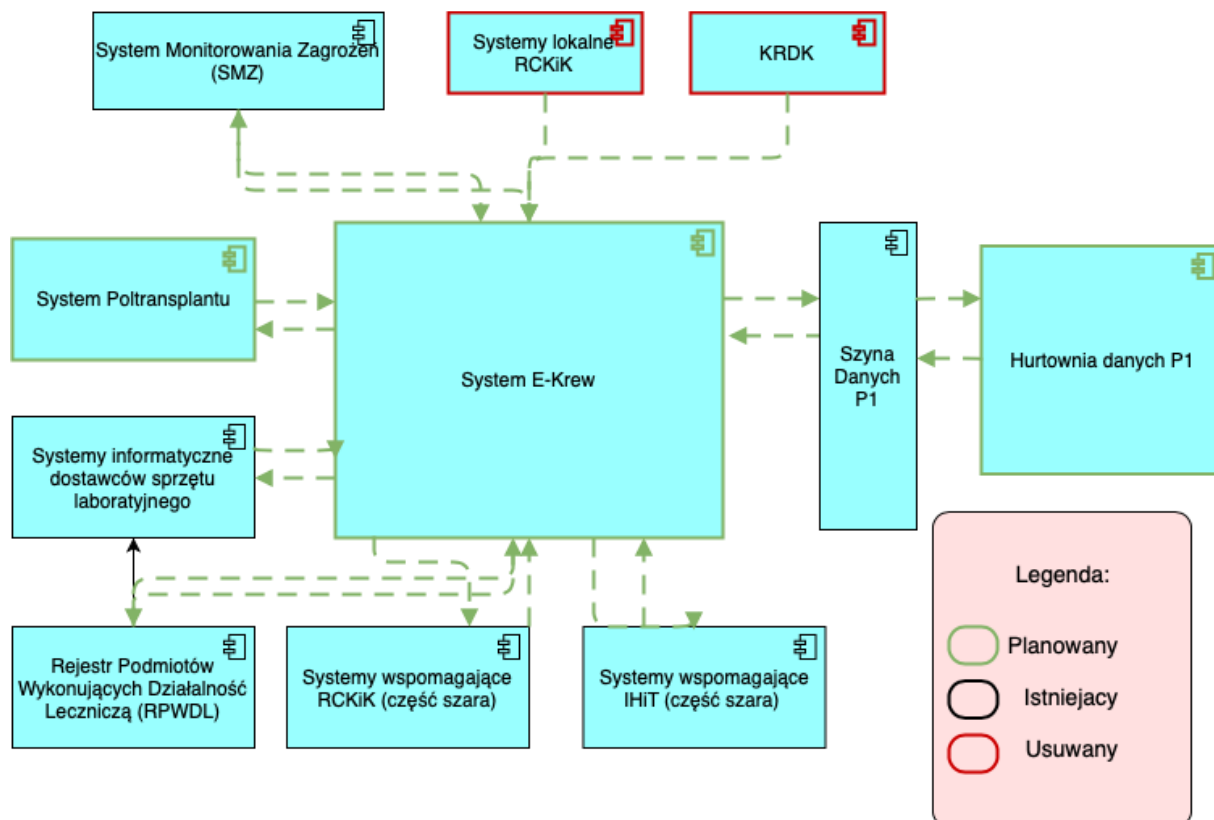 System Monitorowania Zagrożeń
(SMZ)
Systemy lokalne
RCKiK
KRDK
System Poltransplantu
System E-Krew
Szyna
Danych
P1
Hurtownia danych P1
Systemy informatyczne
dostawców sprzętu
laboratyjnego
Rejestr Podmiotów
Wykonujących Działalność
Leczniczą (RPWDL)
Systemy wspomagające
RCKiK (część szara)
Systemy wspomagające
IHiT (część szara)
Legenda:
Planowany
Istniejacy
Usuwany